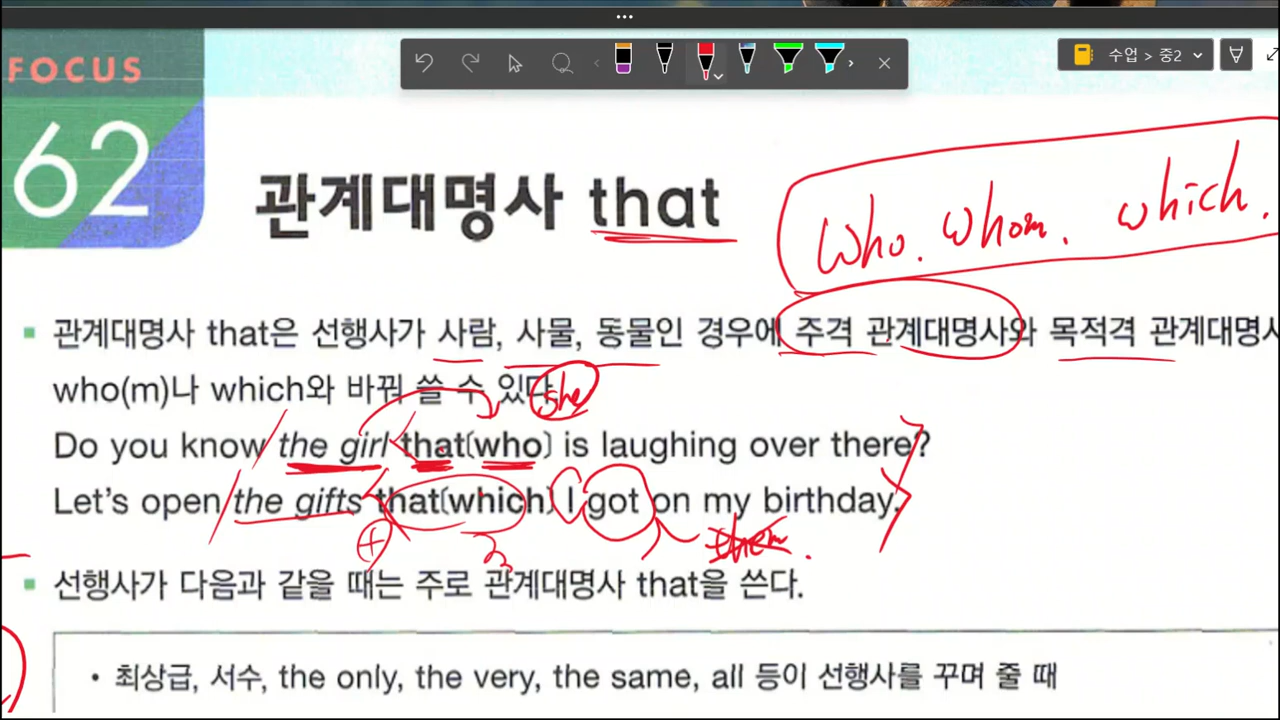 수업 > 중2
FOCUS
62
관계대명사 that
who. whom. which.
관계대명사 that은 선행사가 사람, 사물, 동물인 경우에 주격 관계대명사와 목적격 관계대명사
who(m)나 which와 바꿔 쓸 수 있다.
she
Do you know the girl that(who) is laughing over there?
Let's open the gifts that(which) I got on my birthday.
them.
선행사가 다음과 같을 때는 주로 관계대명사 that을 쓴다.
• 최상급, 서수, the only, the very, the same, all 등이 선행사를 꾸며 줄 때